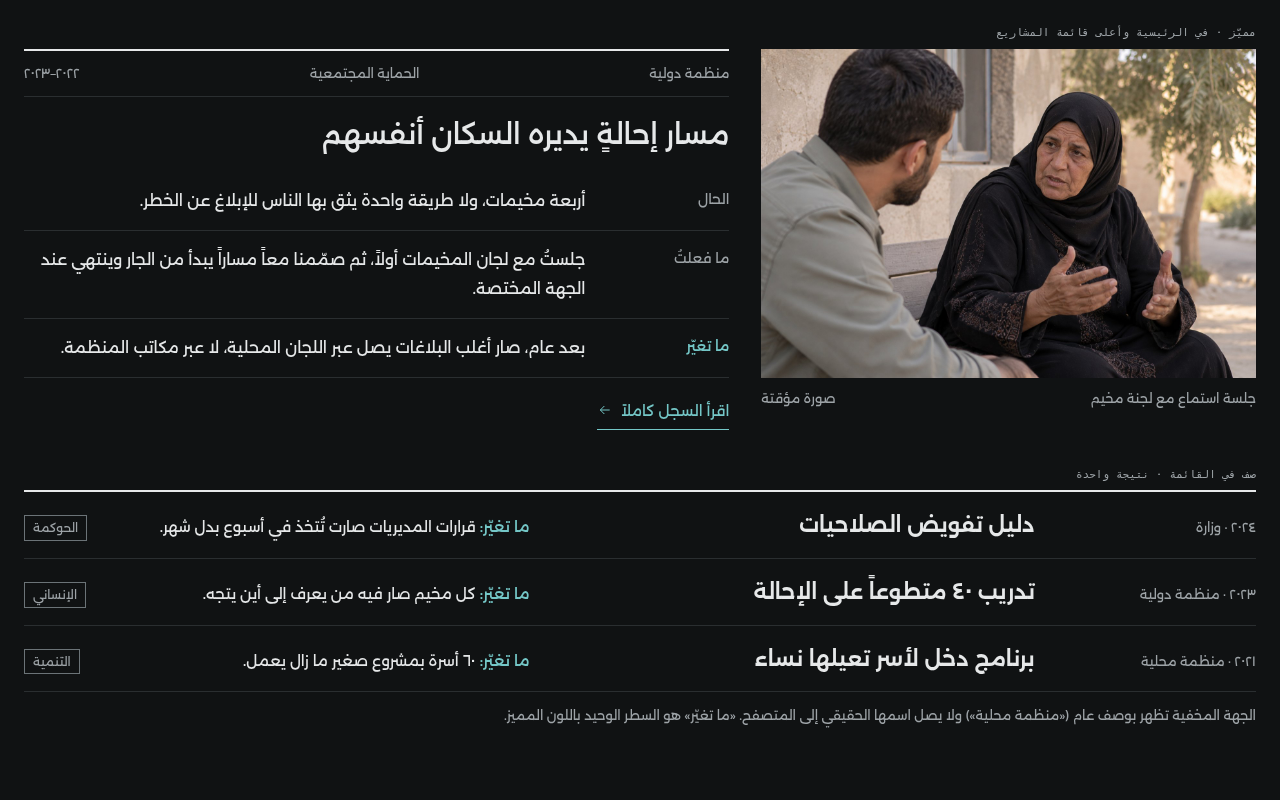 مميّز · في الرئيسية وأعلى قائمة المشاريع
منظمة دولية
الحماية المجتمعية
٢٠٢٢–٢٠٢٣
مسار إحالةٍ يديره السكان أنفسهم
الحال
أربعة مخيمات، ولا طريقة واحدة يثق بها الناس للإبلاغ عن الخطر.
ما فعلتُ
جلستُ مع لجان المخيمات أولاً، ثم صمّمنا معاً مساراً يبدأ من الجار وينتهي عند
الجهة المختصة.
ما تغيّر
بعد عام، صار أغلب البلاغات يصل عبر اللجان المحلية، لا عبر مكاتب المنظمة.
اقرأ السجل كاملاً ←
جلسة استماع مع لجنة مخيم
صورة مؤقتة
صف في القائمة · نتيجة واحدة
٢٠٢٤ · وزارة
دليل تفويض الصلاحيات
ما تغيّر: قرارات المديريات صارت تُتخذ في أسبوع بدل شهر.
الحوكمة
٢٠٢٣ · منظمة دولية
تدريب ٤٠ متطوعاً على الإحالة
ما تغيّر: كل مخيم صار فيه من يعرف إلى أين يتجه.
الإنساني
٢٠٢١ · منظمة محلية
برنامج دخل لأسر تعيلها نساء
ما تغيّر: ٦٠ أسرة بمشروع صغير ما زال يعمل.
التنمية
الجهة المخفية تظهر بوصف عام («منظمة محلية») ولا يصل اسمها الحقيقي إلى المتصفح. «ما تغيّر» هو السطر الوحيد باللون المميز.